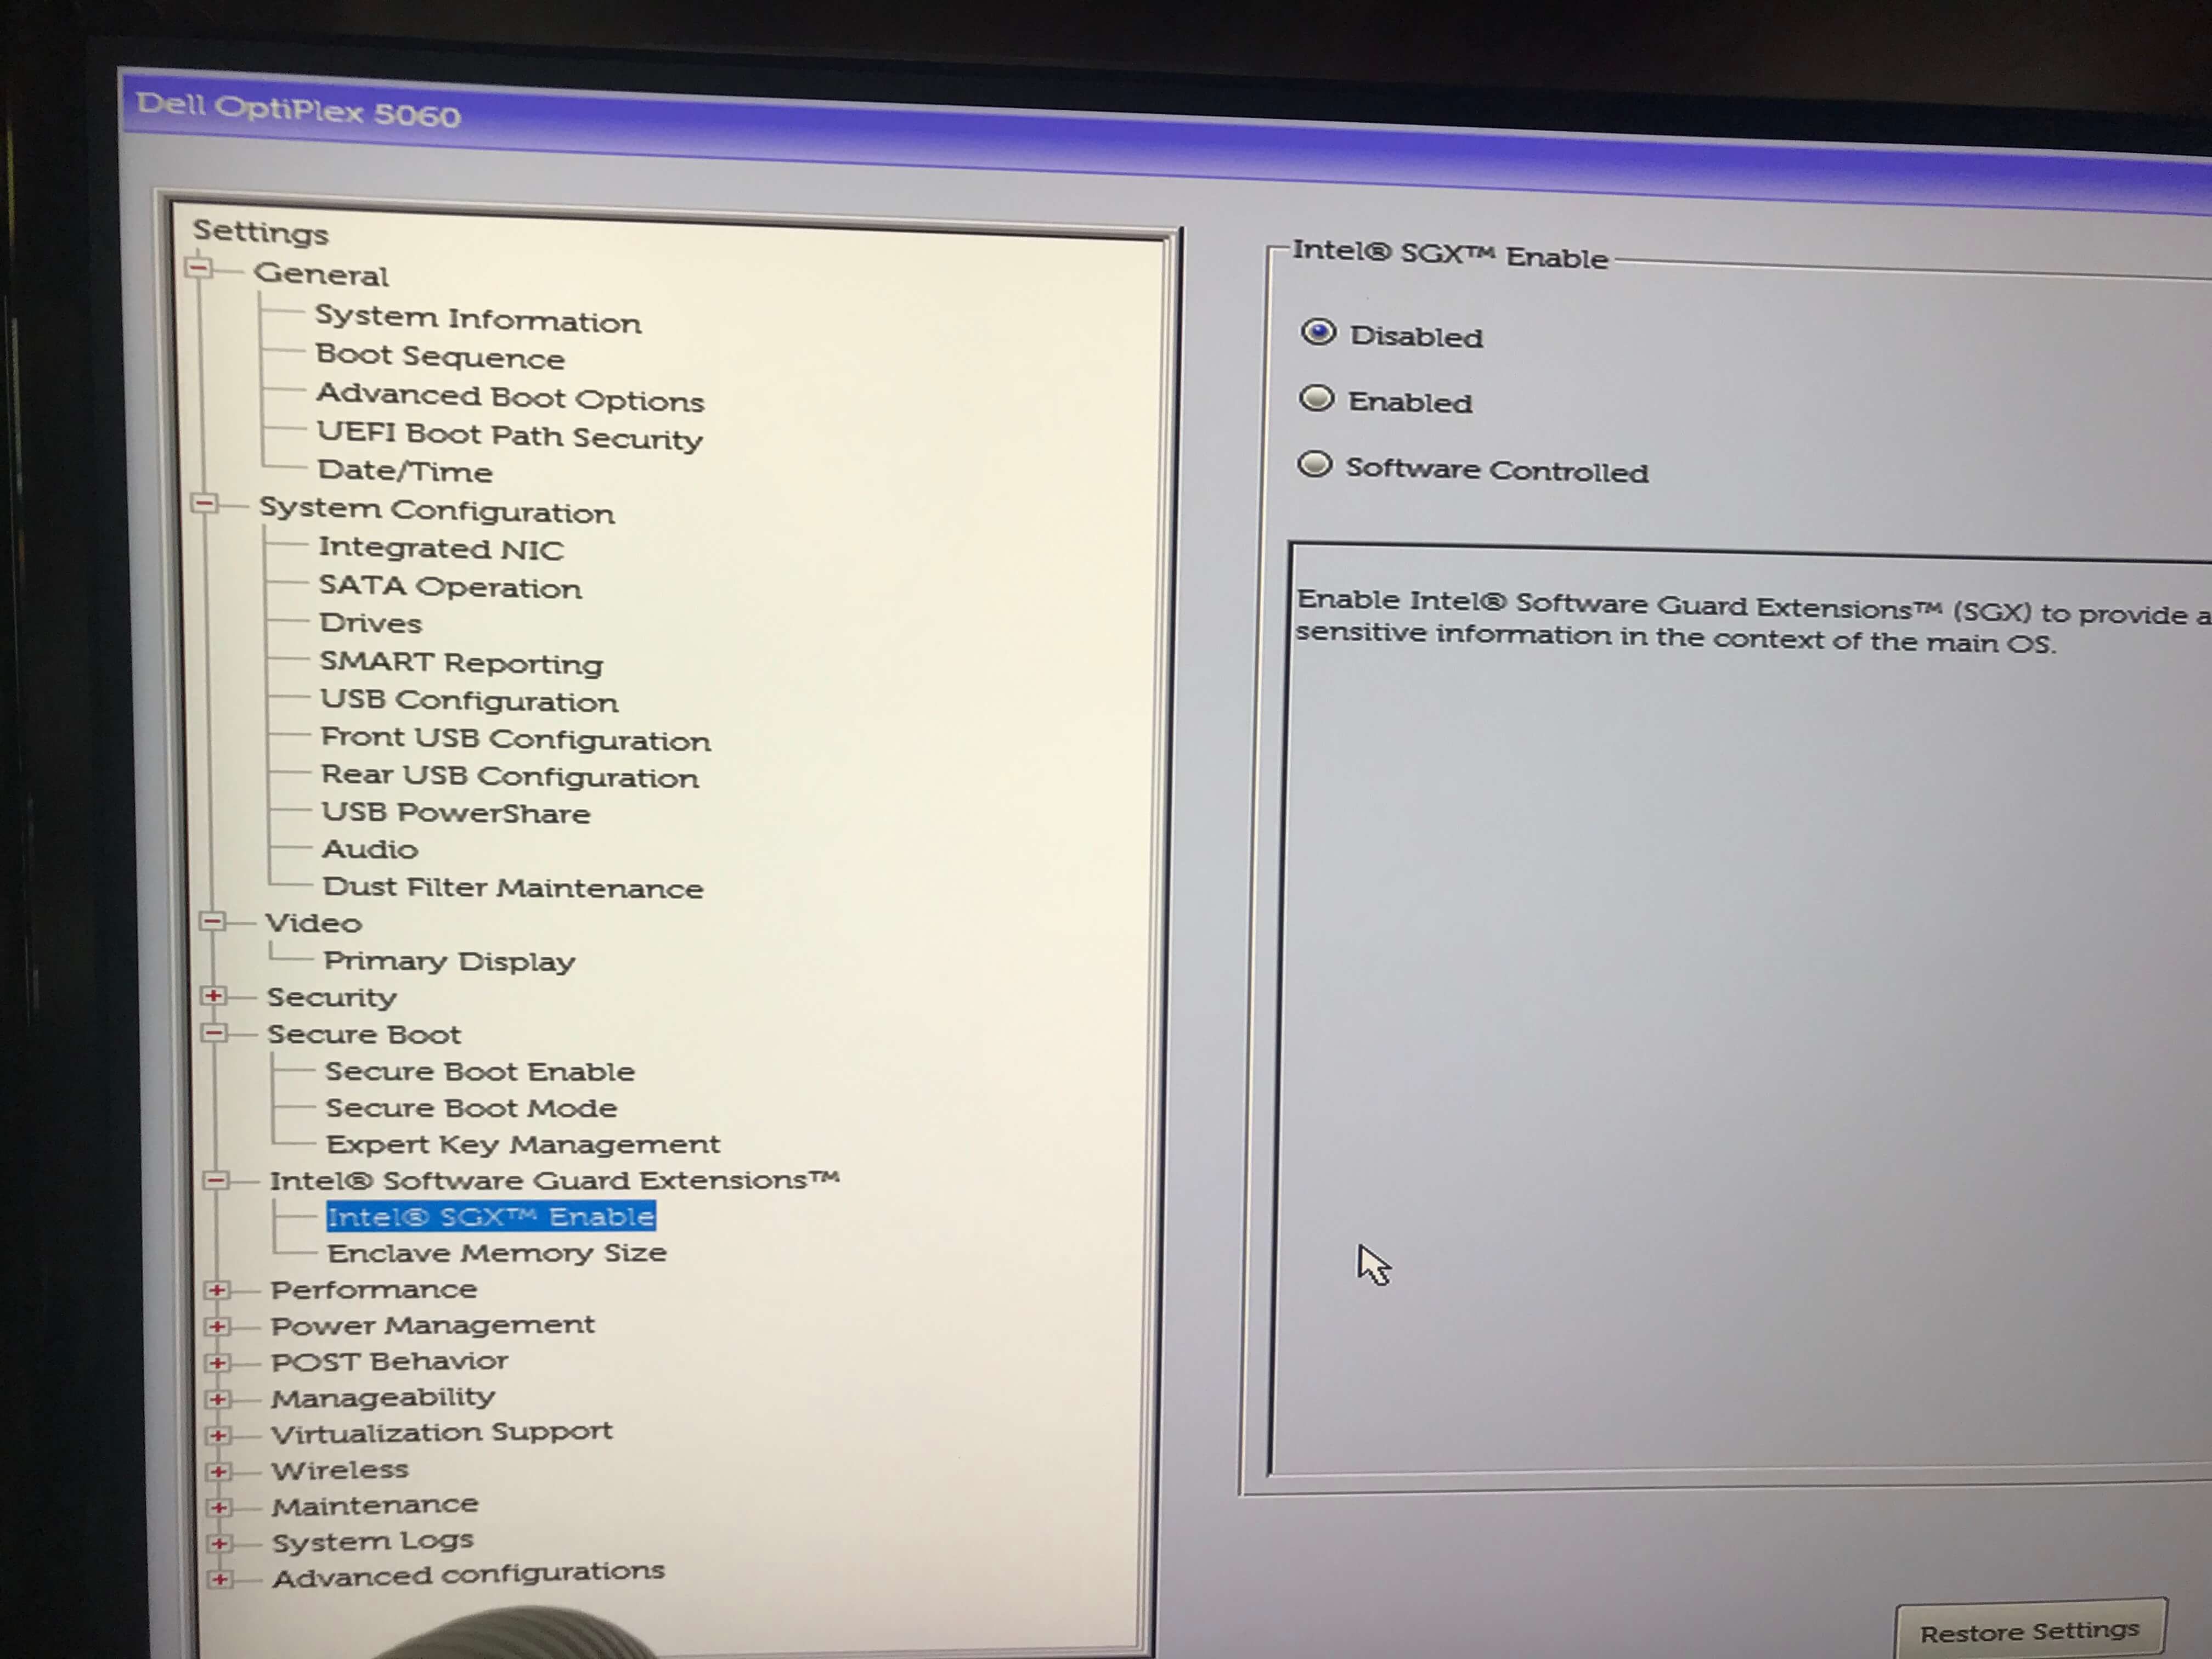 Dell OptiPlex 5060
Settings
General
System Information
Boot Sequence
Advanced Boot Options
UEFI Boot Path Security
Date/Time
System Configuration
Integrated NIC
SATA Operation
Drives
SMART Reporting
USB Configuration
Front USB Configuration
Rear USB Configuration
USB PowerShare
Audio
Dust Filter Maintenance
Video
Primary Display
Security
Secure Boot
Secure Boot Enable
Secure Boot Mode
Expert Key Management
Intel® Software Guard Extensions™
Intel® SGX™ Enable
Enclave Memory Size
Performance
Power Management
POST Behavior
Manageability
Virtualization Support
Wireless
Maintenance
System Logs
Advanced configurations
Intel® SGX™ Enable
Disabled
Enabled
Software Controlled
Enable Intel® Software Guard Extensions™ (SGX) to provide a
sensitive information in the context of the main OS.
Restore Settings